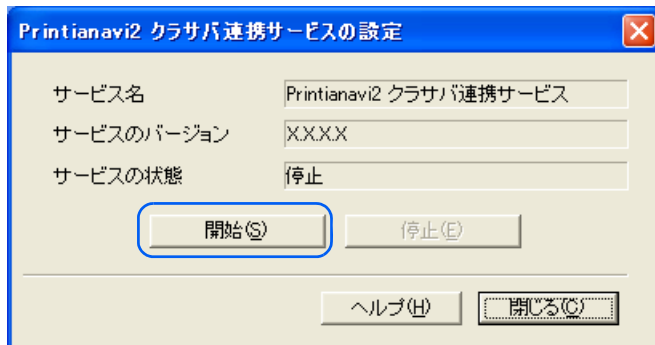 Printianavi2 クラサバ連携サービスの設定
サービス名 Printianavi2 クラサバ連携サービス
サービスのバージョン X.X.X.X
サービスの状態 停止
開始(S) 停止(E)
ヘルプ(H) 閉じる(C)